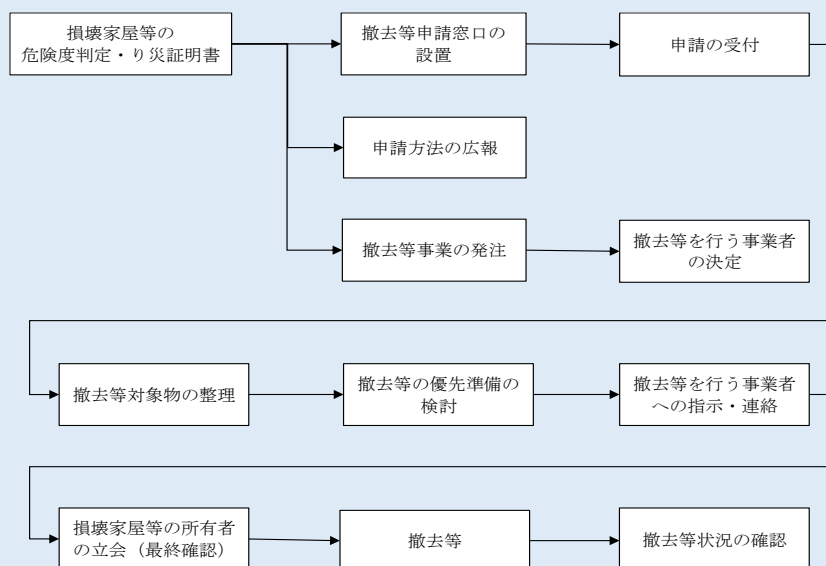 損壊家屋等の
危険度判定・り災証明書
撤去等申請窓口の
設置
申請の受付
申請方法の広報
撤去等事業の発注
撤去等を行う事業者
の決定
撤去等対象物の整理
撤去等の優先準備の
検討
撤去等を行う事業者
への指示・連絡
損壊家屋等の所有者
の立会（最終確認）
撤去等
撤去等状況の確認